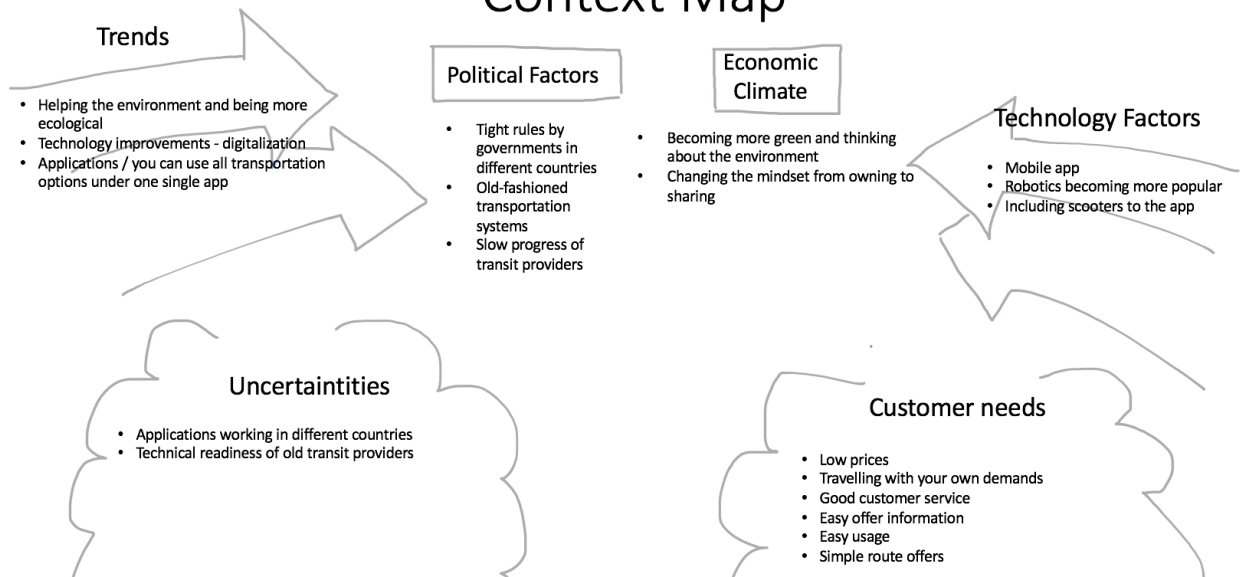 Context Map
Trends
• Helping the environment and being more
ecological
• Technology improvements - digitalization
• Applications / you can use all transportation
options under one single app
Political Factors
• Tight rules by
governments in
different countries
• Old-fashioned
transportation
systems
• Slow progress of
transit providers
Economic
Climate
• Becoming more green and thinking
about the environment
• Changing the mindset from owning to
sharing
Technology Factors
• Mobile app
• Robotics becoming more popular
• Including scooters to the app
Uncertaintities
• Applications working in different countries
• Technical readiness of old transit providers
Customer needs
• Low prices
• Travelling with your own demands
• Good customer service
• Easy offer information
• Easy usage
• Simple route offers